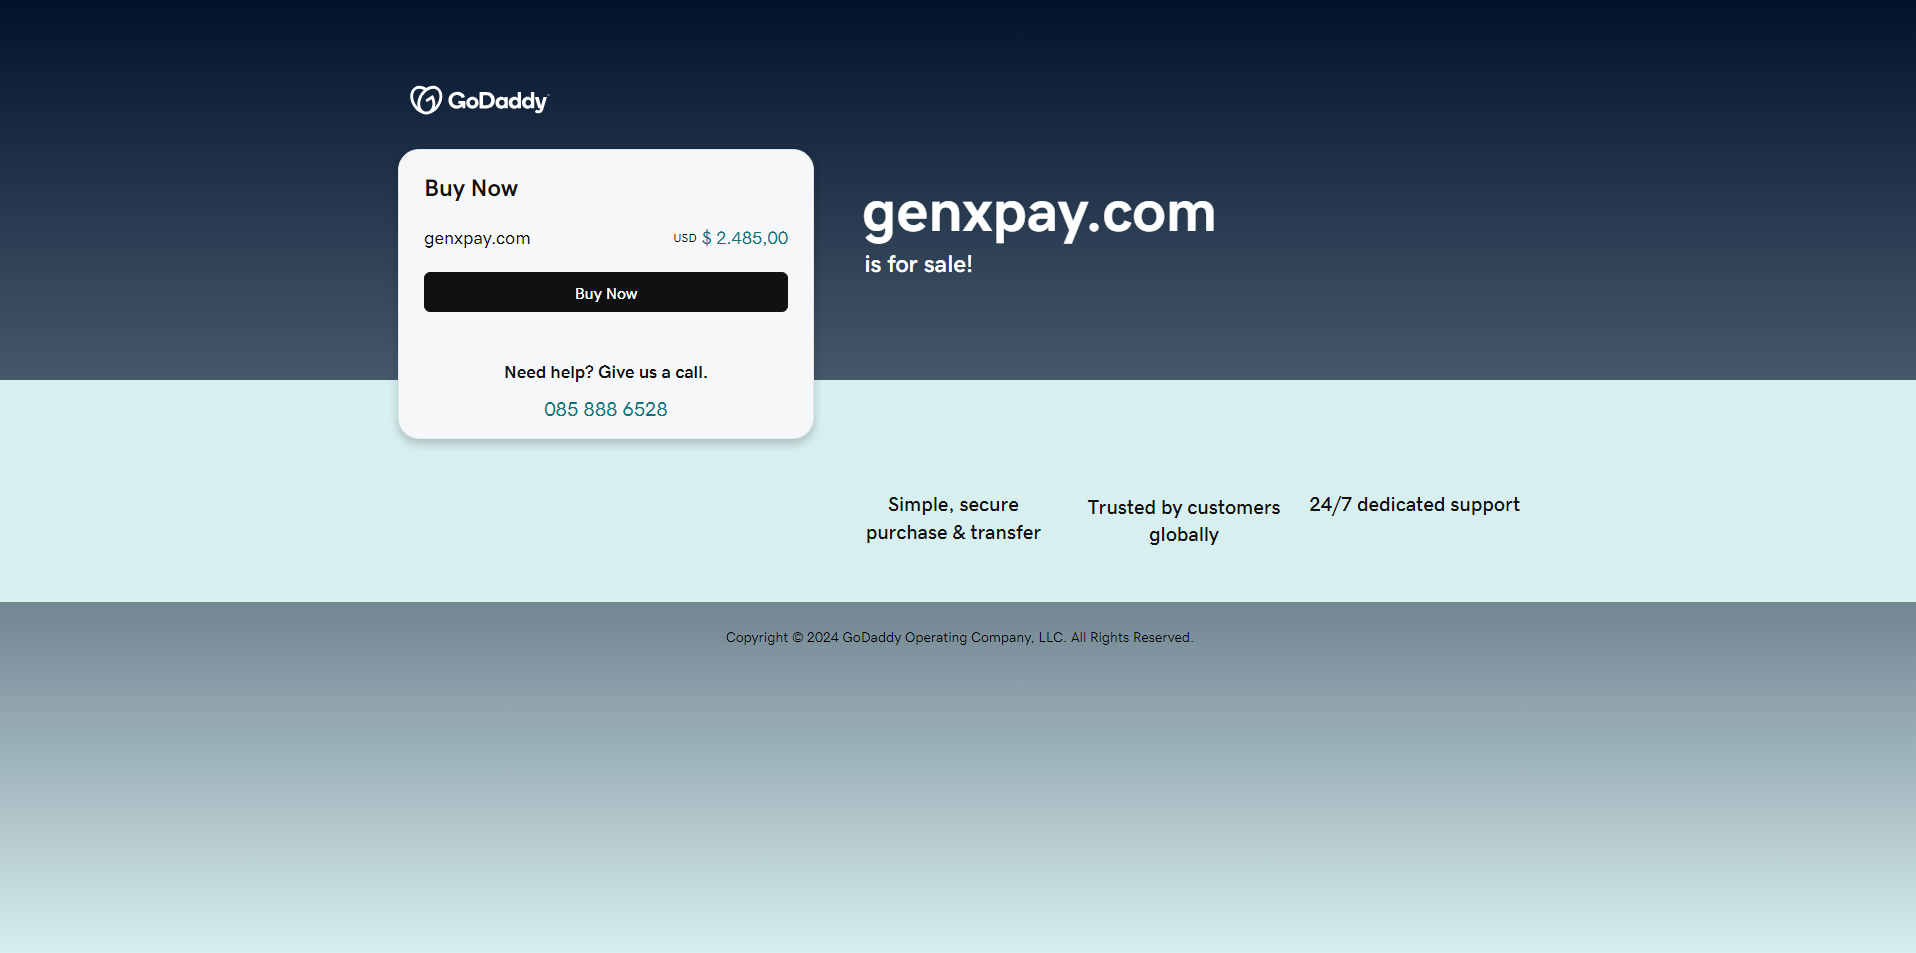 GoDaddy
Buy Now
genxpay.com
USD $ 2.485,00
Buy Now
Need help? Give us a call.
085 888 6528
genxpay.com
is for sale!
Simple, secure
purchase & transfer
Trusted by customers
globally
24/7 dedicated support
Copyright © 2024 GoDaddy Operating Company, LLC. All Rights Reserved.